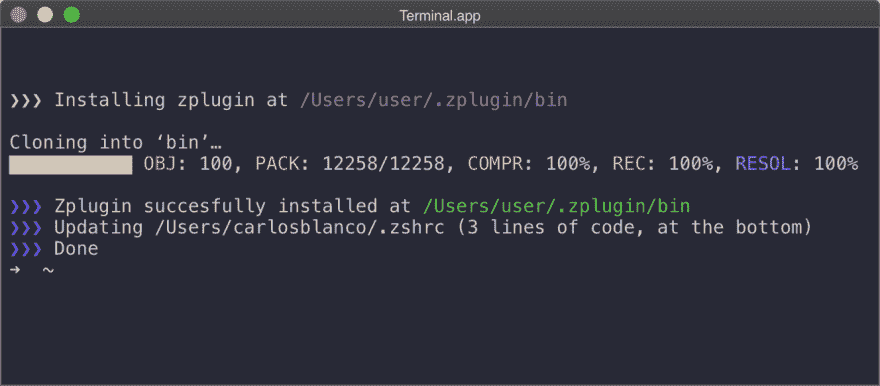 Terminal.app
❯❯❯ Installing zplugin at /Users/user/.zplugin/bin
Cloning into ‘bin’…
OBJ: 100, PACK: 12258/12258, COMPR: 100%, REC: 100%, RESOL: 100%
❯❯❯ Zplugin succesfully installed at /Users/user/.zplugin/bin
❯❯❯ Updating /Users/carlosblanco/.zshrc (3 lines of code, at the bottom)
❯❯❯ Done
➜ ~